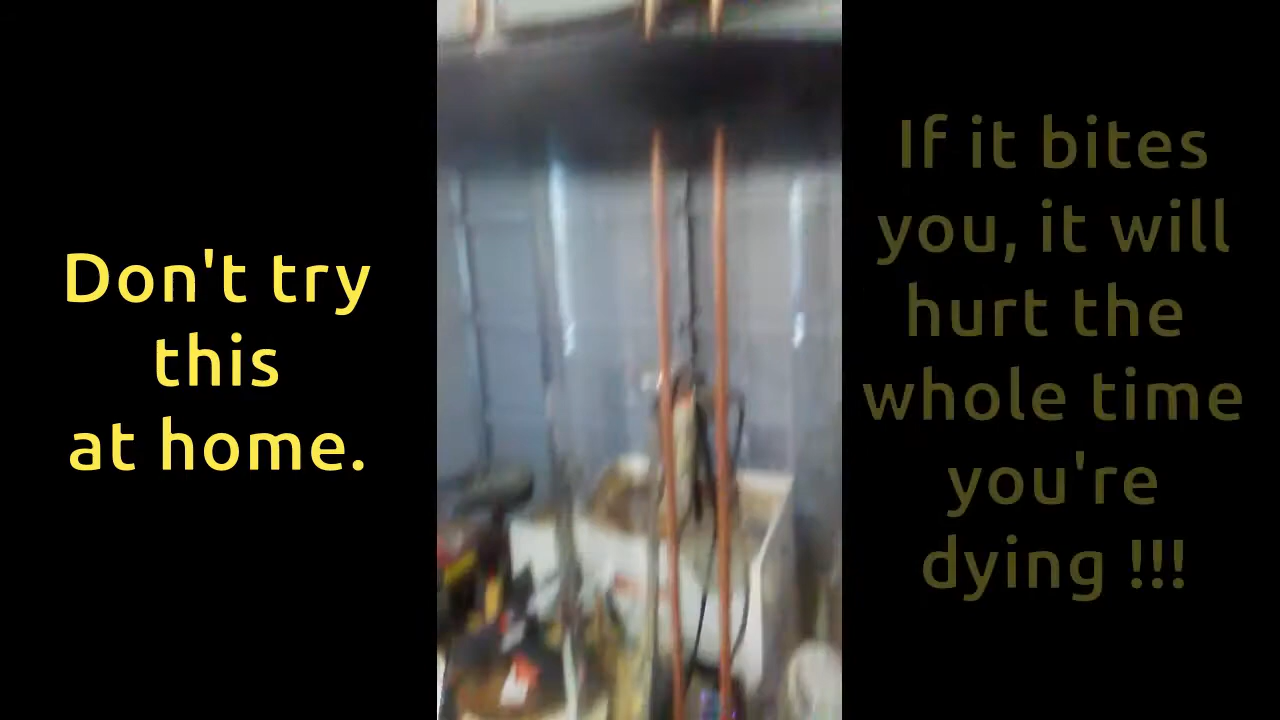 Don't try
this
at home.
If it bites
you, it will
hurt the
whole time
you're
dying !!!